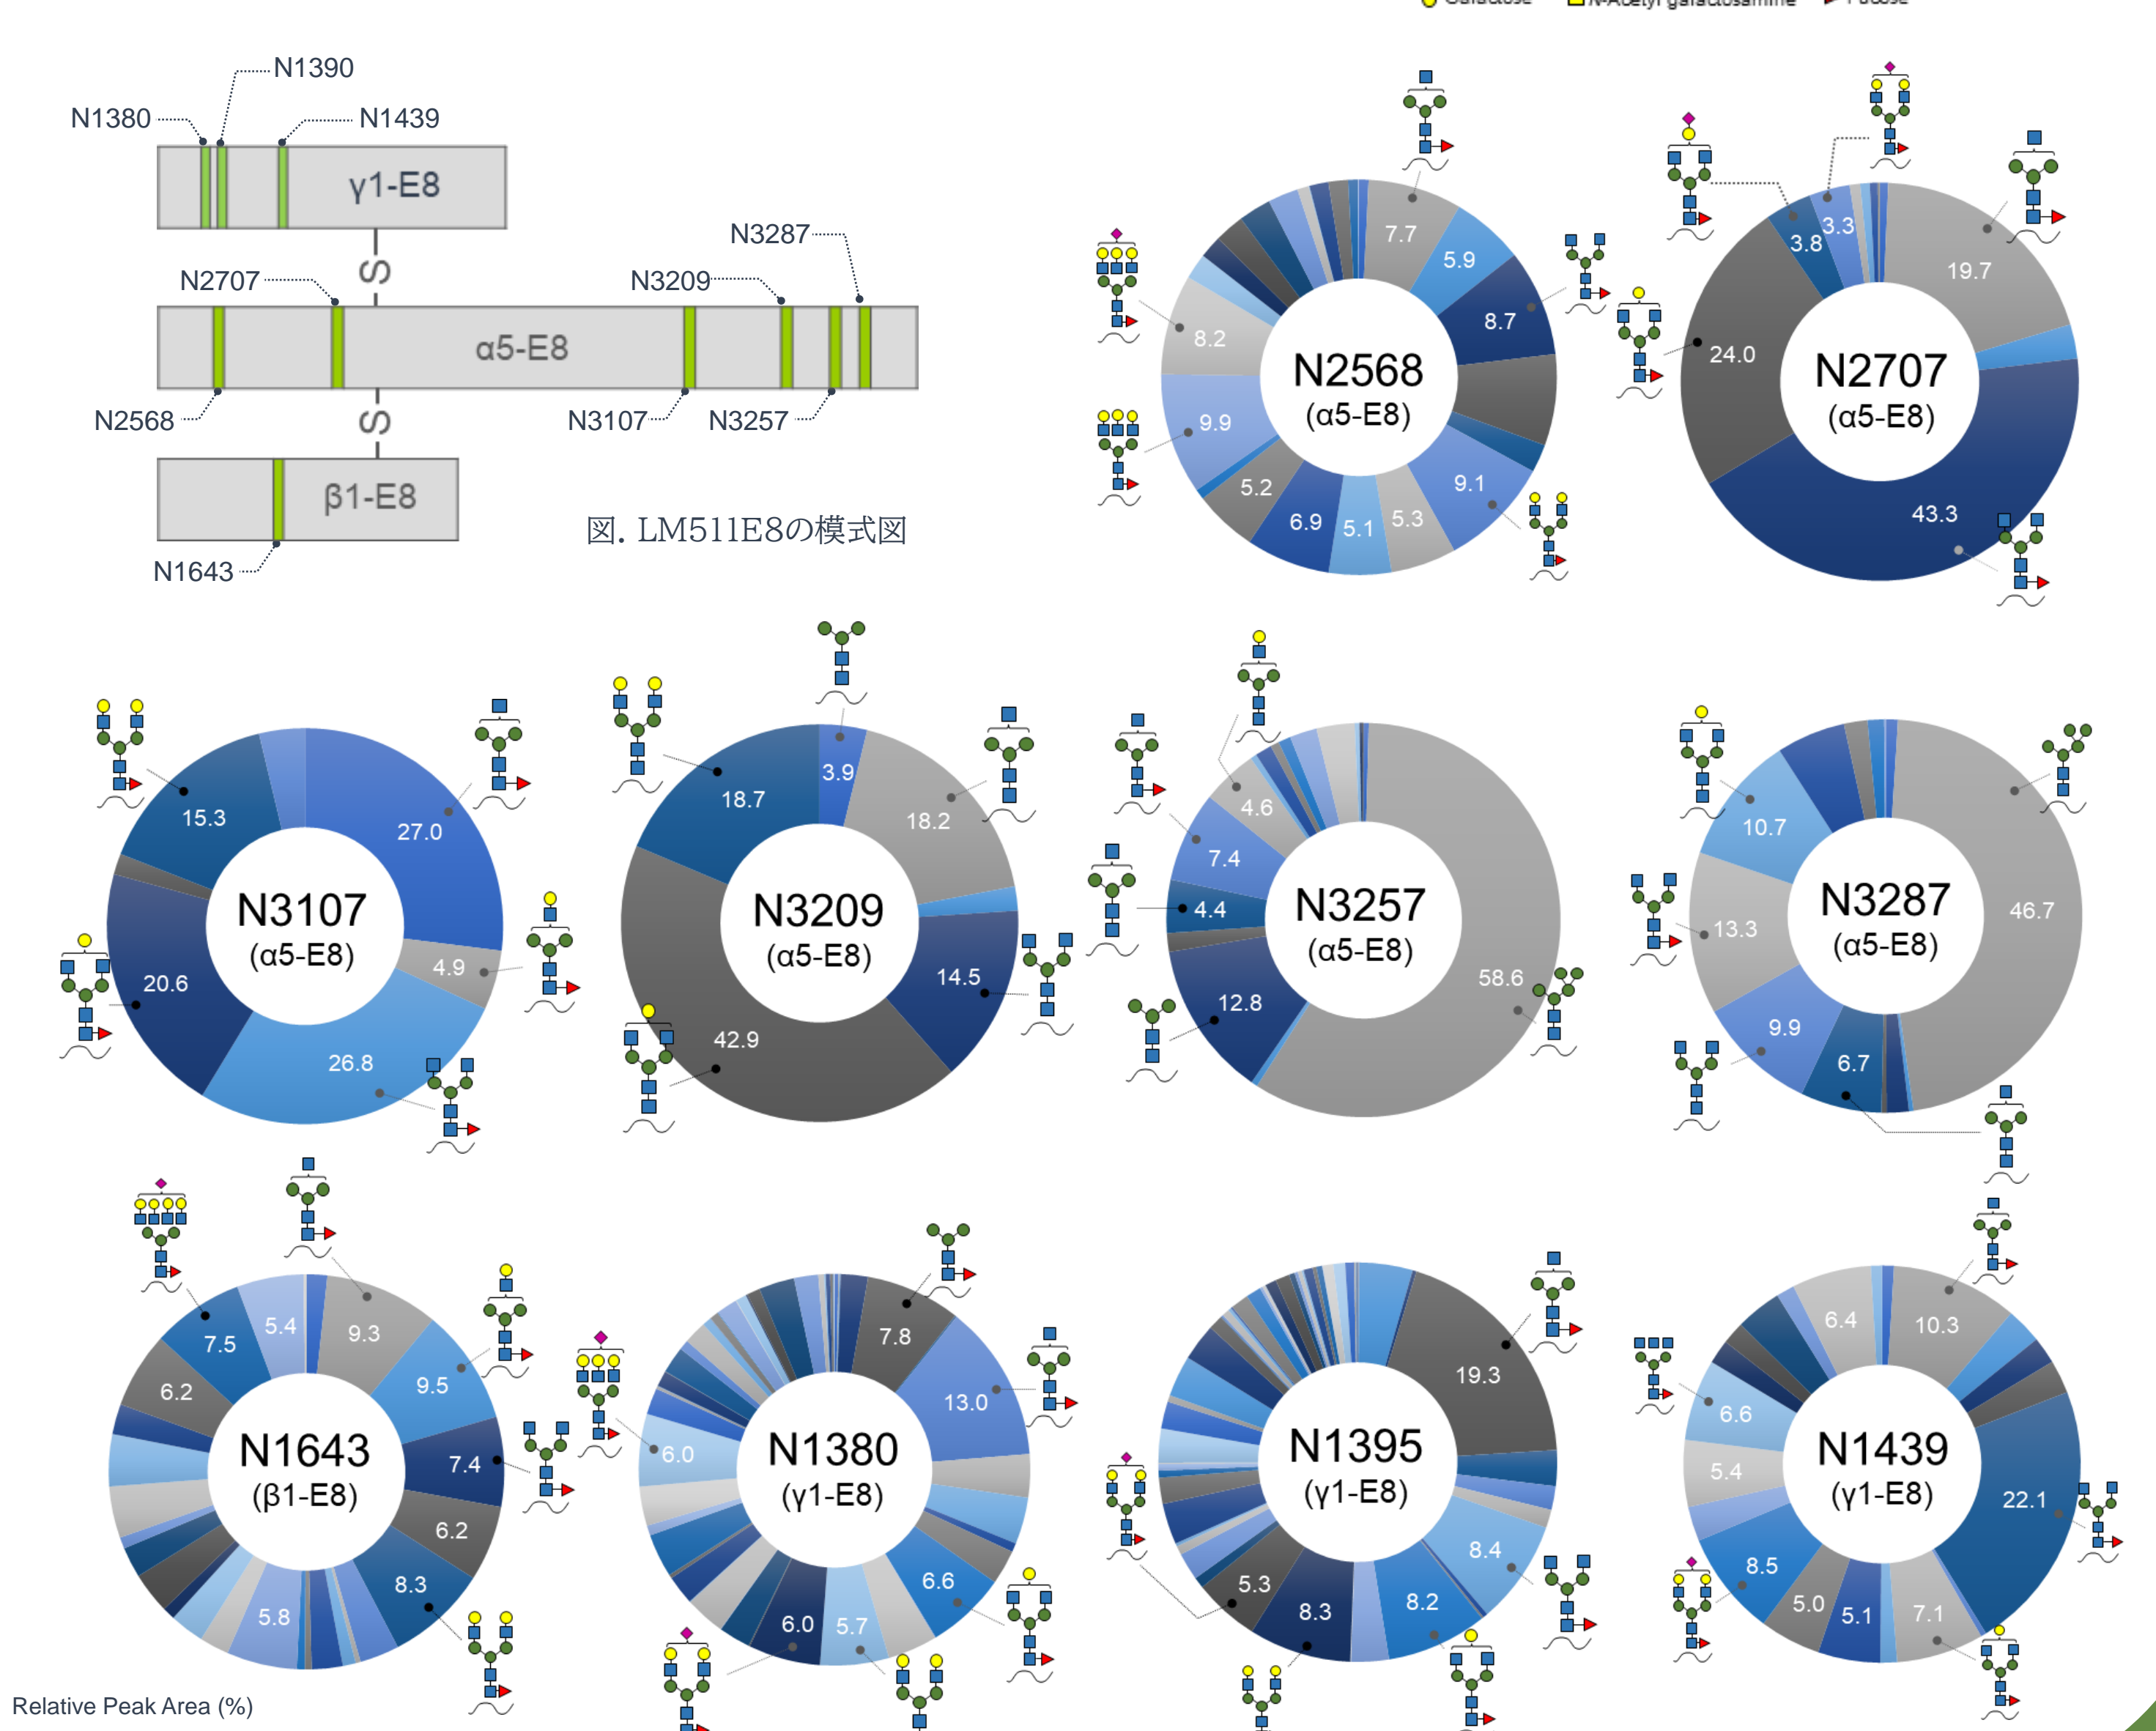 Galactose N-Acetyl galactosamine Fucose
N1390
N1380
N1439
γ1-E8
S
N3287
N2707
N3209
α5-E8
N2568
N3107
N3257
S
β1-E8
N1643
図. LM511E8の模式図
7.7
5.9
8.7
9.1
5.3
5.1
6.9
5.2
9.9
8.2
N2568
(α5-E8)
3.8
3.3
19.7
24.0
43.3
N2707
(α5-E8)
15.3
27.0
4.9
20.6
26.8
N3107
(α5-E8)
3.9
18.7
18.2
14.5
42.9
N3209
(α5-E8)
4.6
7.4
4.4
12.8
58.6
N3257
(α5-E8)
10.7
13.3
46.7
9.9
6.7
N3287
(α5-E8)
7.5
5.4
9.3
9.5
6.2
7.4
6.2
8.3
5.8
N1643
(β1-E8)
7.8
13.0
6.0
6.6
5.7
6.0
N1380
(γ1-E8)
19.3
8.4
8.2
8.3
5.3
N1395
(γ1-E8)
6.4
10.3
6.6
5.4
22.1
8.5
5.0
5.1
7.1
N1439
(γ1-E8)
Relative Peak Area (%)